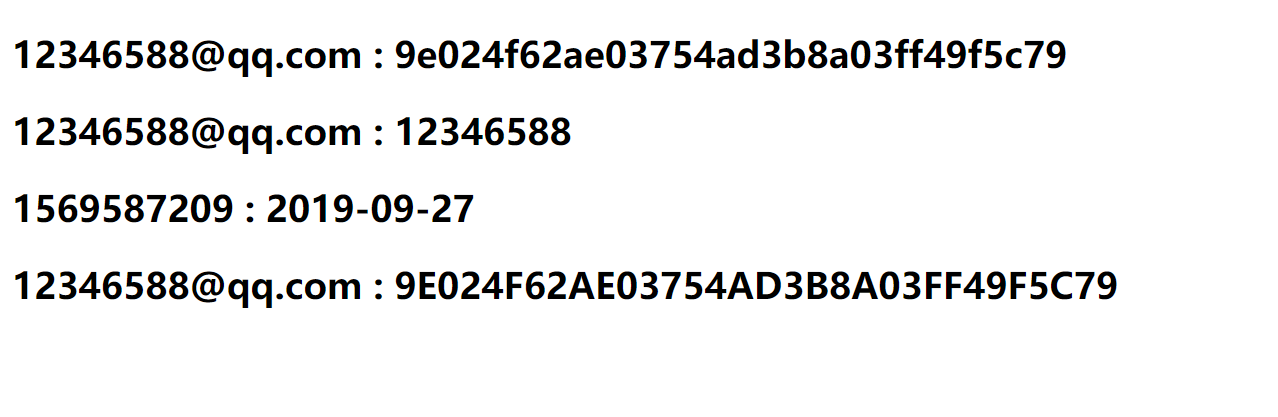 12346588@qq.com : 9e024f62ae03754ad3b8a03ff49f5c79
12346588@qq.com : 12346588
1569587209 : 2019-09-27
12346588@qq.com : 9E024F62AE03754AD3B8A03FF49F5C79